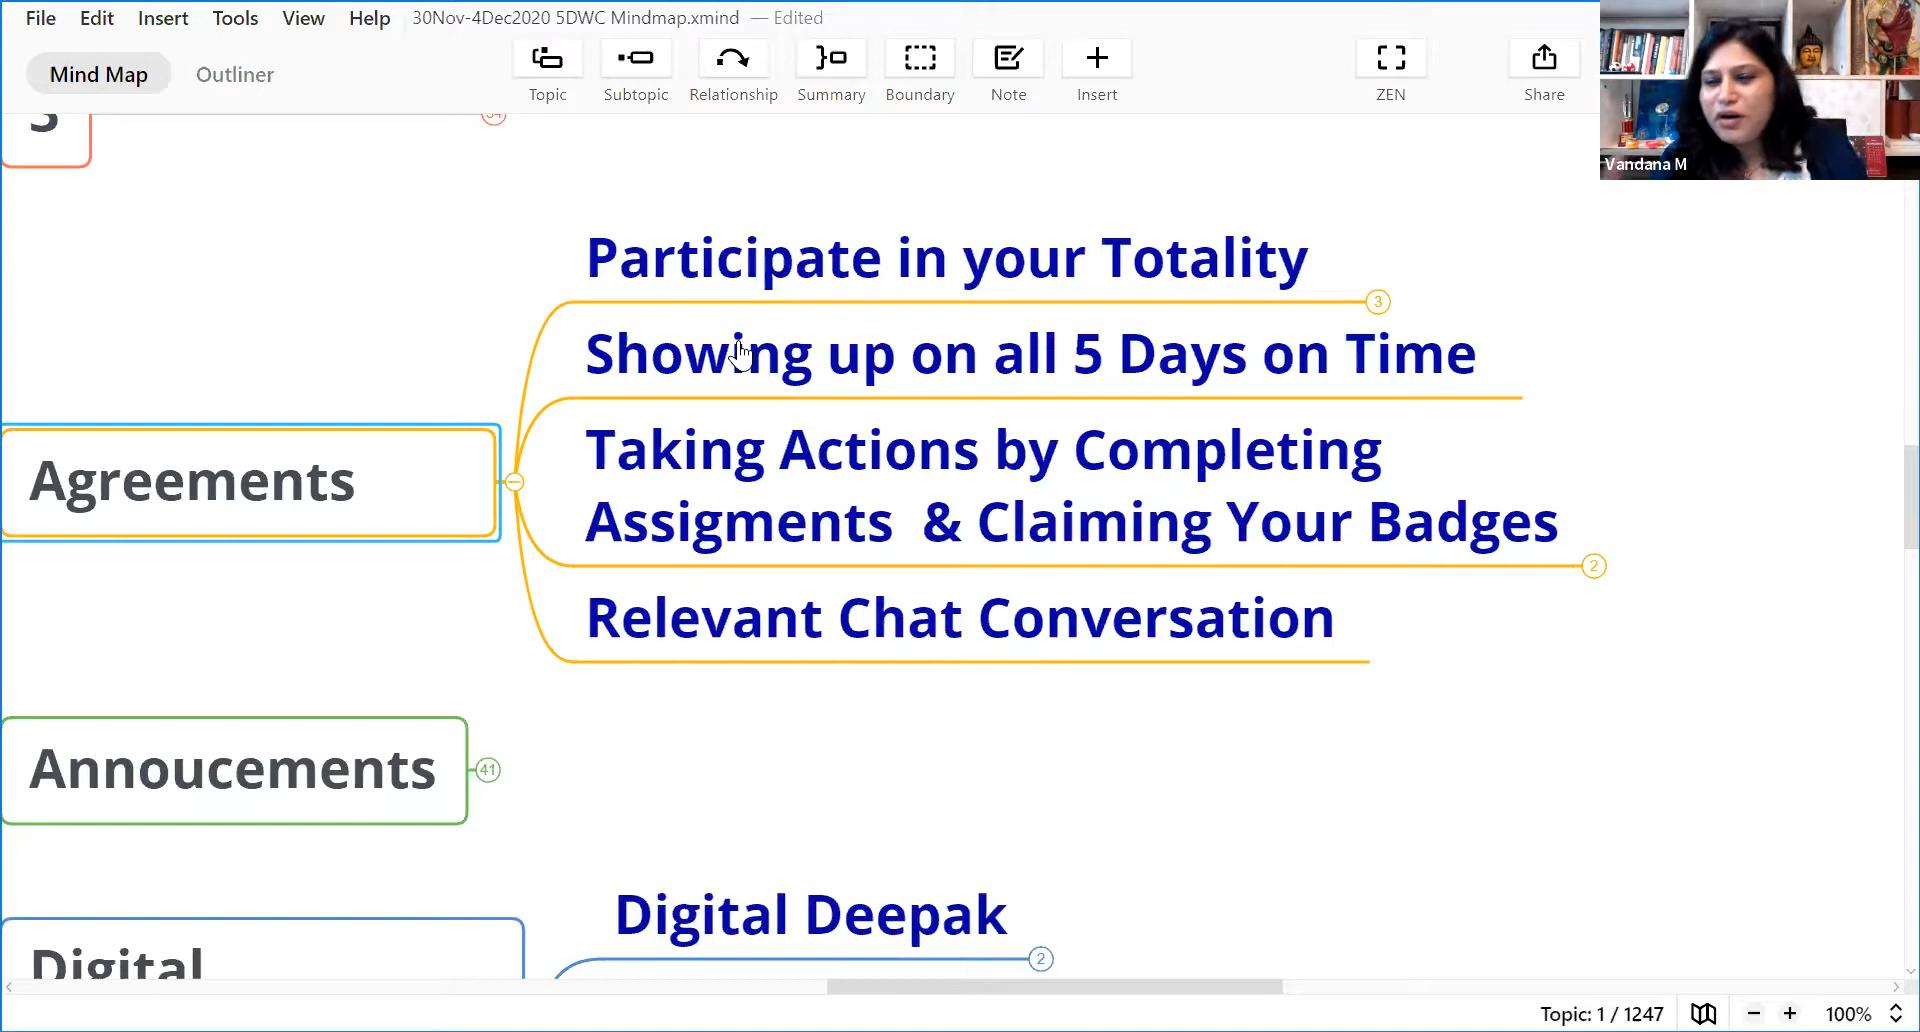 File Edit Insert Tools View Help 30Nov-4Dec2020 5DWC Mindmap.xmind — Edited
Mind Map Outliner
Topic Subtopic Relationship Summary Boundary Note Insert ZEN Share
Vandana M
Participate in your Totality
3
Showing up on all 5 Days on Time
Taking Actions by Completing
Assigments & Claiming Your Badges
2
Relevant Chat Conversation
Agreements
Annoucements
41
Digital Deepak
2
Digital
Topic: 1 / 1247
100%